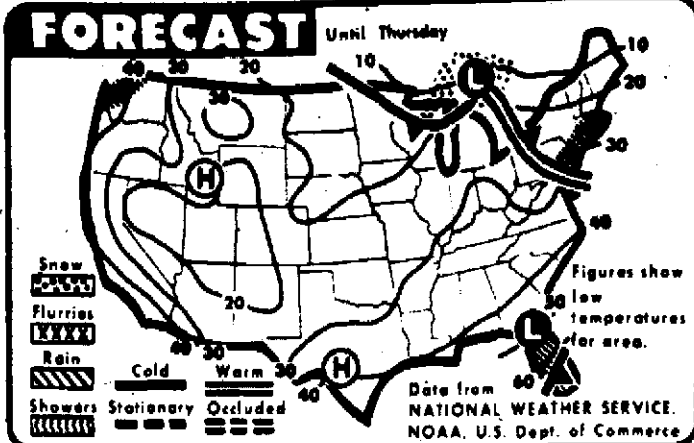 FORECAST
Until Thursday
10
40 30 20
30
10
20
L
30
H
40
20
Snow
Flurries
Rain
Showers
Cold Warm
Stationary Occluded
40 30 30
40
H
Figures show
low
temperatures
for area.
L
60
Data from
NATIONAL WEATHER SERVICE.
NOAA, U.S. Dept. of Commerce